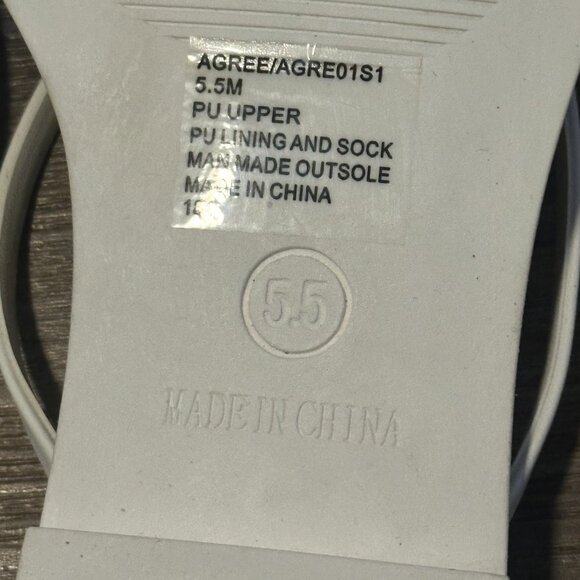 AGREE/AGRE01S1
5.5M
PU UPPER
PU LINING AND SOCK
MAN MADE OUTSOLE
MADE IN CHINA
5.5
MADE IN CHINA